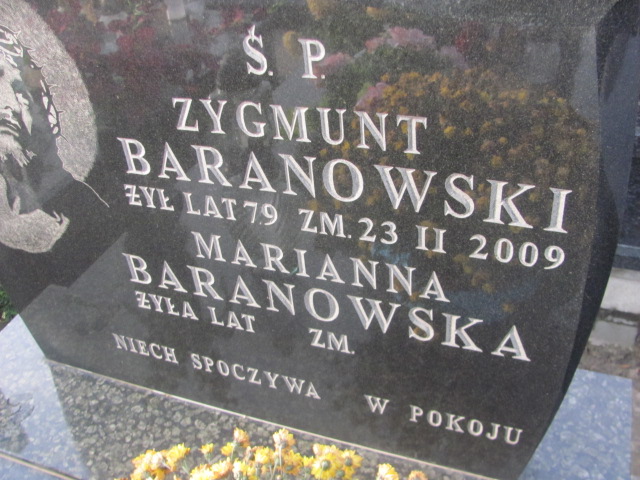 Ś. P.
ZYGMUNT
BARANOWSKI
ŻYŁ LAT 79 ZM. 23 II 2009
MARIANNA
BARANOWSKA
ŻYŁA LAT ZM.
NIECH SPOCZYWA W POKOJU